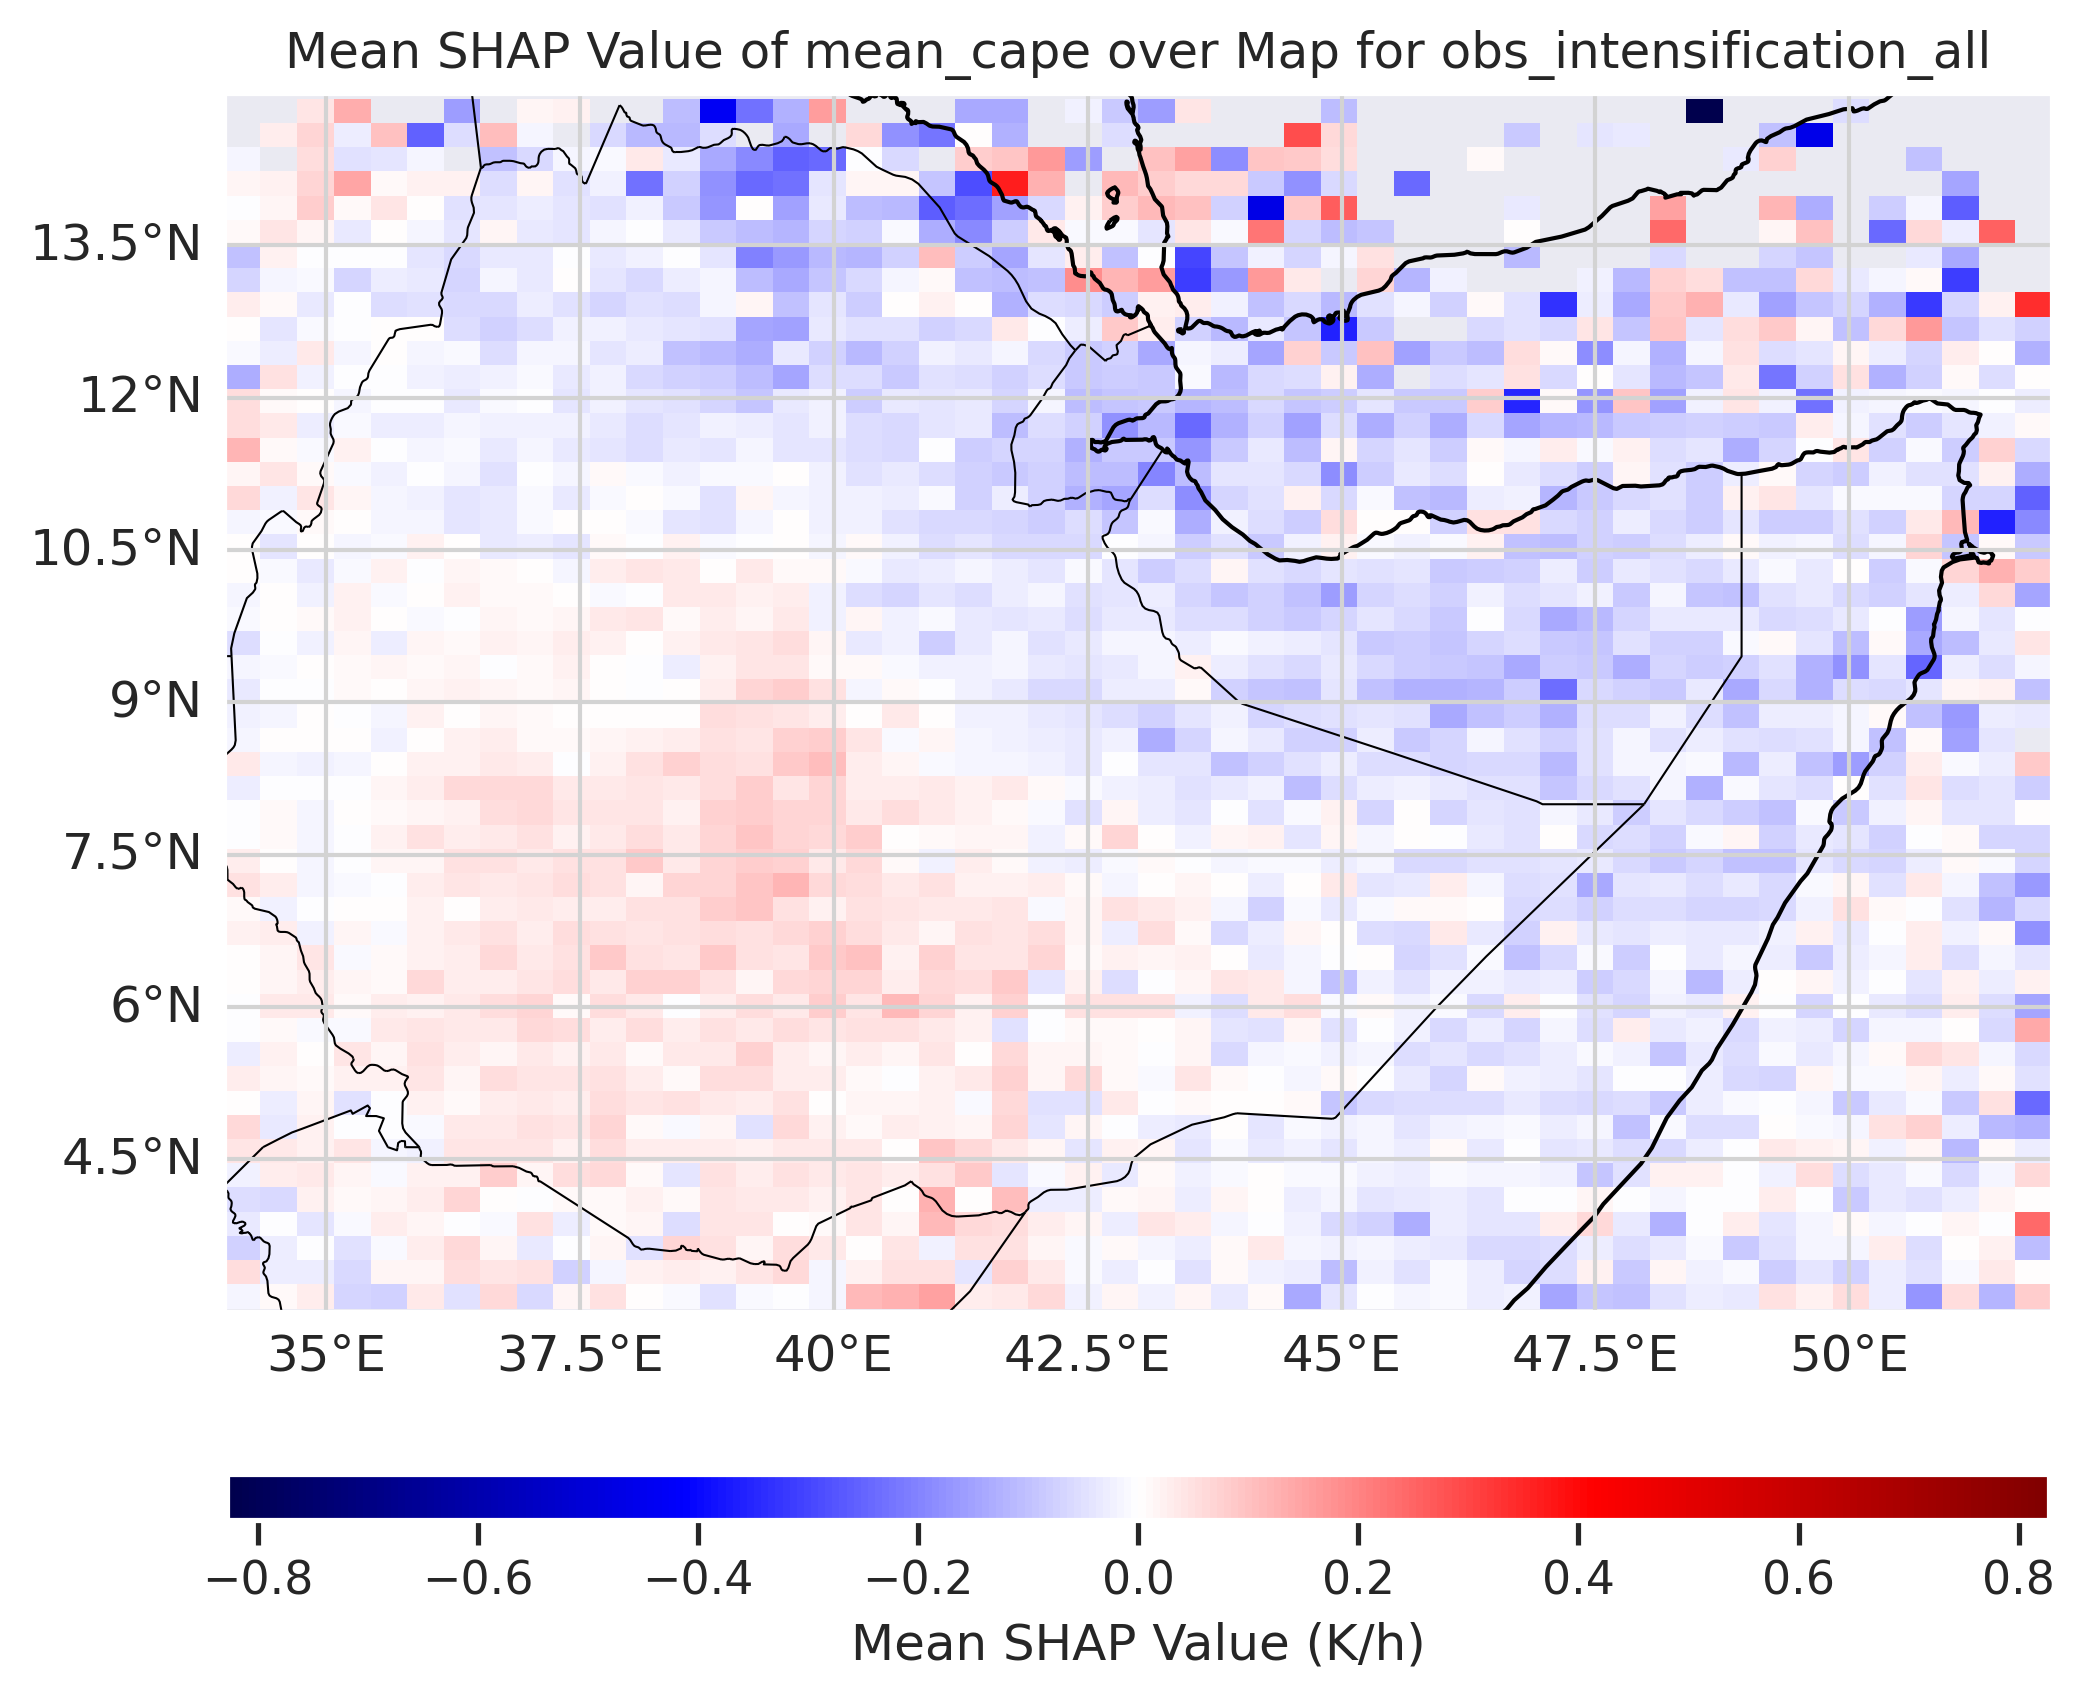 Mean SHAP Value of mean_cape over Map for obs_intensification_all
13.5°N
12°N
10.5°N
9°N
7.5°N
6°N
4.5°N
35°E 37.5°E 40°E 42.5°E 45°E 47.5°E 50°E
−0.8 −0.6 −0.4 −0.2 0.0 0.2 0.4 0.6 0.8
Mean SHAP Value (K/h)